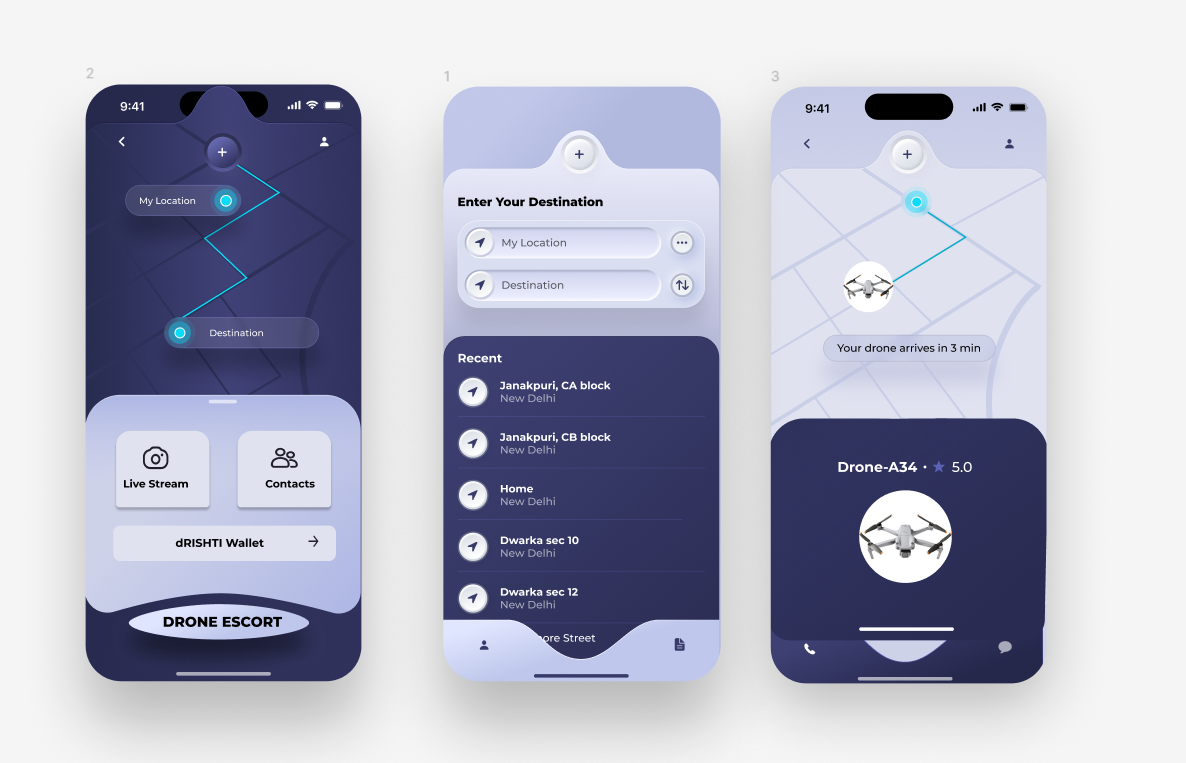 2
9:41
My Location
Destination
Live Stream
Contacts
dRISHTI Wallet
DRONE ESCORT
1
Enter Your Destination
My Location
Destination
Recent
Janakpuri, CA block
New Delhi
Janakpuri, CB block
New Delhi
Home
New Delhi
Dwarka sec 10
New Delhi
Dwarka sec 12
New Delhi
Street
3
9:41
Your drone arrives in 3 min
Drone-A34 • ★ 5.0